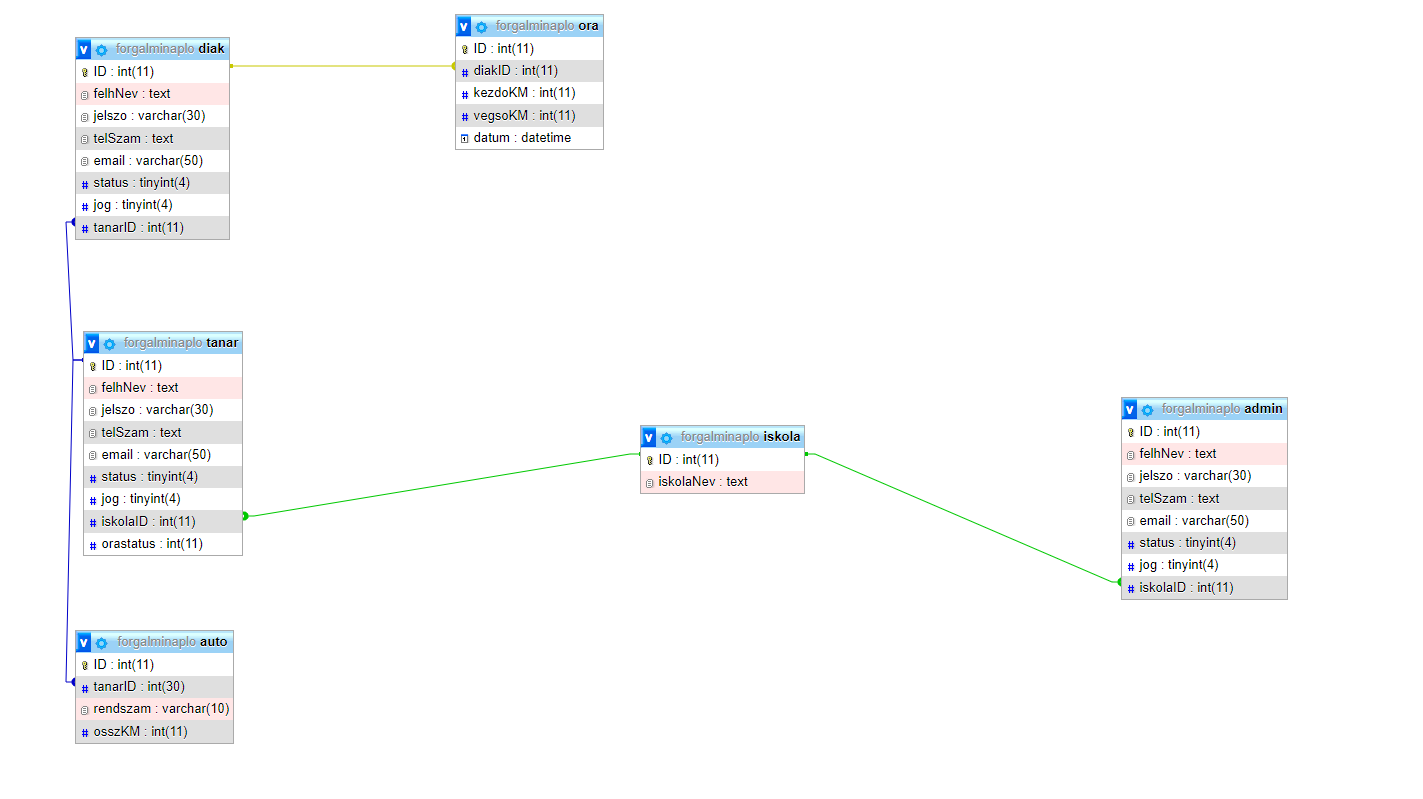 v forgalminaplo diak
ID : int(11)
felhNev : text
jelszo : varchar(30)
telSzam : text
email : varchar(50)
# status : tinyint(4)
# jog : tinyint(4)
# tanarID : int(11)
v forgalminaplo ora
ID : int(11)
# diakID : int(11)
# kezdoKM : int(11)
# vegsoKM : int(11)
datum : datetime
v forgalminaplo tanar
ID : int(11)
felhNev : text
jelszo : varchar(30)
telSzam : text
email : varchar(50)
# status : tinyint(4)
# jog : tinyint(4)
# iskolaID : int(11)
# orastatus : int(11)
v forgalminaplo iskola
ID : int(11)
iskolaNev : text
v forgalminaplo admin
ID : int(11)
felhNev : text
jelszo : varchar(30)
telSzam : text
email : varchar(50)
# status : tinyint(4)
# jog : tinyint(4)
# iskolaID : int(11)
v forgalminaplo auto
ID : int(11)
# tanarID : int(30)
rendszam : varchar(10)
# osszKM : int(11)